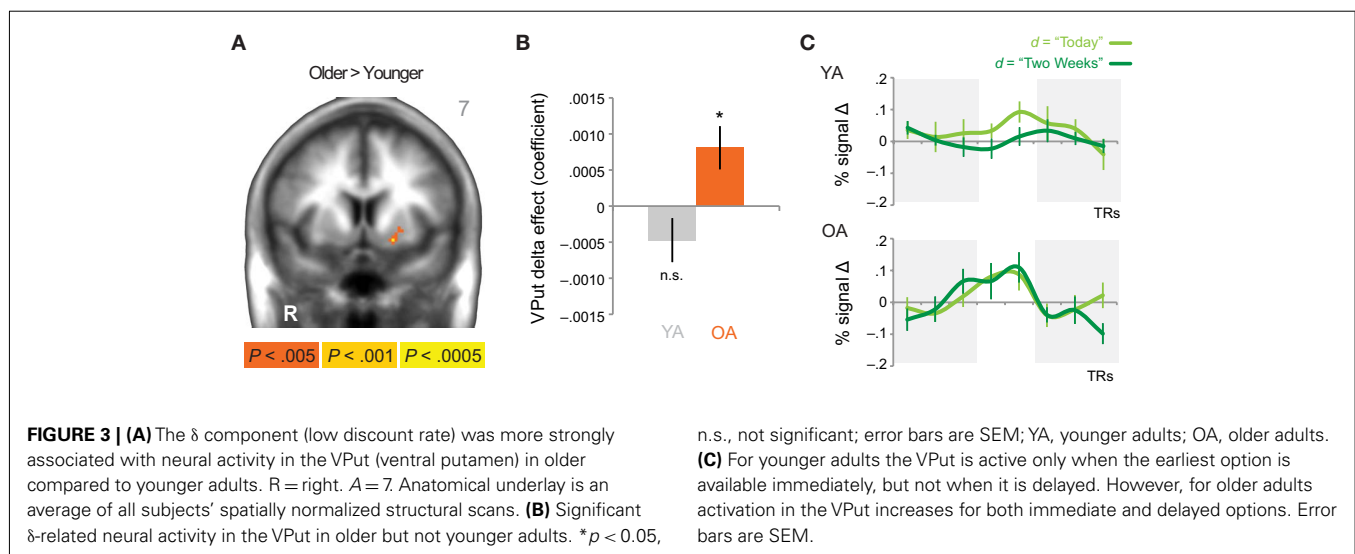 A
Older > Younger
7
R
P < .005 P < .001 P < .0005
B
VPut delta effect (coefficient)
.0015
.0010
.0005
0
–.0005
–.0010
–.0015
*
n.s.
YA OA
C
d = “Today”
d = “Two Weeks”
YA
% signal Δ
.2
.1
0
–.1
–.2
TRs
OA
% signal Δ
.2
.1
0
–.1
–.2
TRs
FIGURE 3 | (A) The δ component (low discount rate) was more strongly
associated with neural activity in the VPut (ventral putamen) in older
compared to younger adults. R = right. A = 7. Anatomical underlay is an
average of all subjects’ spatially normalized structural scans. (B) Significant
δ-related neural activity in the VPut in older but not younger adults. *p < 0.05,
n.s., not significant; error bars are SEM; YA, younger adults; OA, older adults.
(C) For younger adults the VPut is active only when the earliest option is
available immediately, but not when it is delayed. However, for older adults
activation in the VPut increases for both immediate and delayed options. Error
bars are SEM.